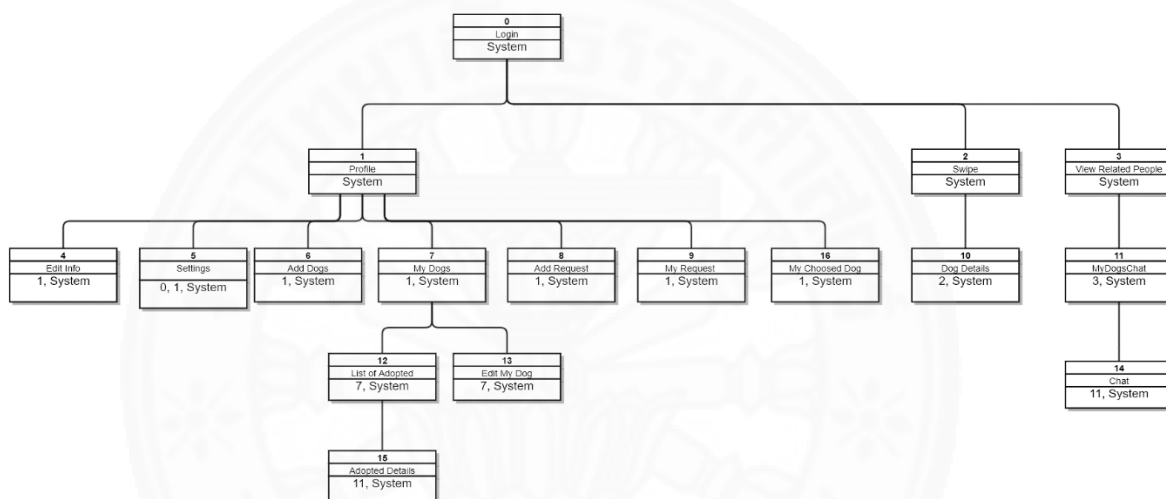 0
Login
System
1
Profile
System
2
Swipe
System
3
View Related People
System
4
Edit Info
1, System
5
Settings
0, 1, System
6
Add Dogs
1, System
7
My Dogs
1, System
8
Add Request
1, System
9
My Request
1, System
16
My Choosed Dog
1, System
10
Dog Details
2, System
11
MyDogsChat
3, System
12
List of Adopted
7, System
13
Edit My Dog
7, System
14
Chat
11, System
15
Adopted Details
11, System